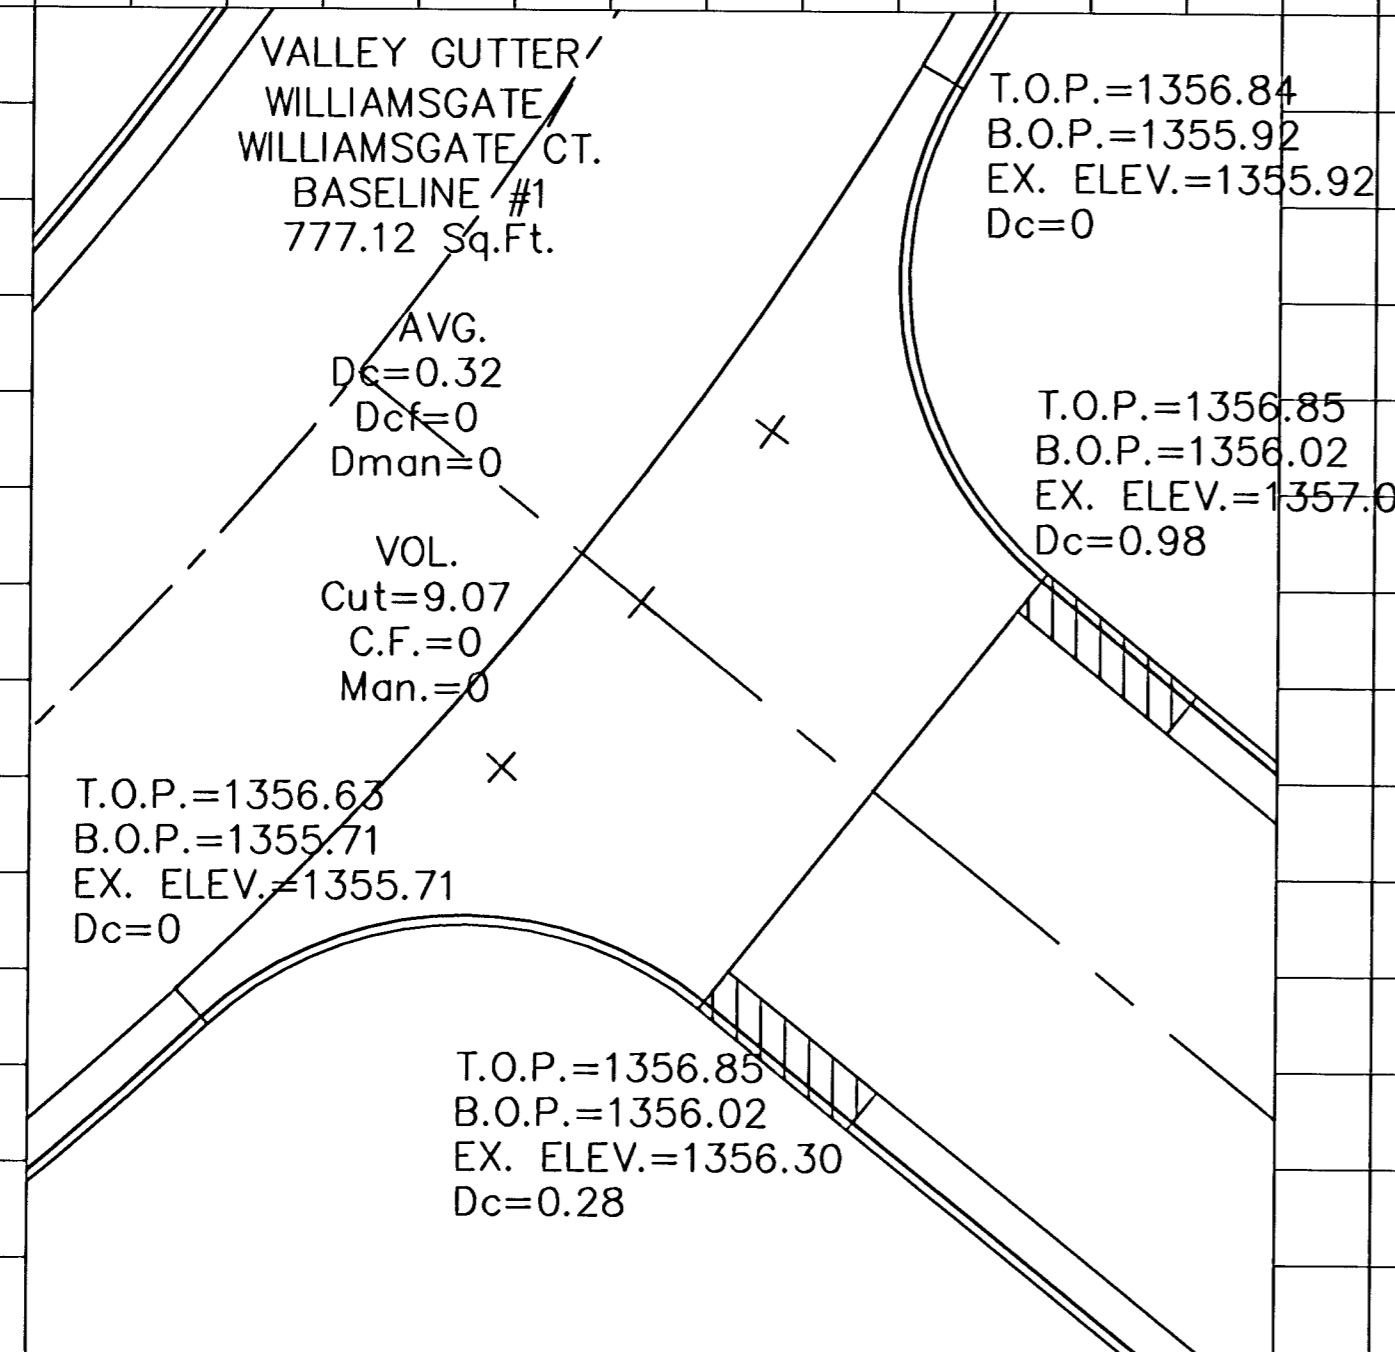 VALLEY GUTTER
WILLIAMSGATE
WILLIAMSGATE CT.
BASELINE #1
777.12 Sq.Ft.
AVG.
Dc=0.32
Dcf=0
Dman=0
VOL.
Cut=9.07
C.F.=0
Man.=0
T.O.P.=1356.84
B.O.P.=1355.92
EX. ELEV.=1355.92
Dc=0
T.O.P.=1356.85
B.O.P.=1356.02
EX. ELEV.=1357.0
Dc=0.98
T.O.P.=1356.63
B.O.P.=1355.71
EX. ELEV.=1355.71
Dc=0
T.O.P.=1356.85
B.O.P.=1356.02
EX. ELEV.=1356.30
Dc=0.28